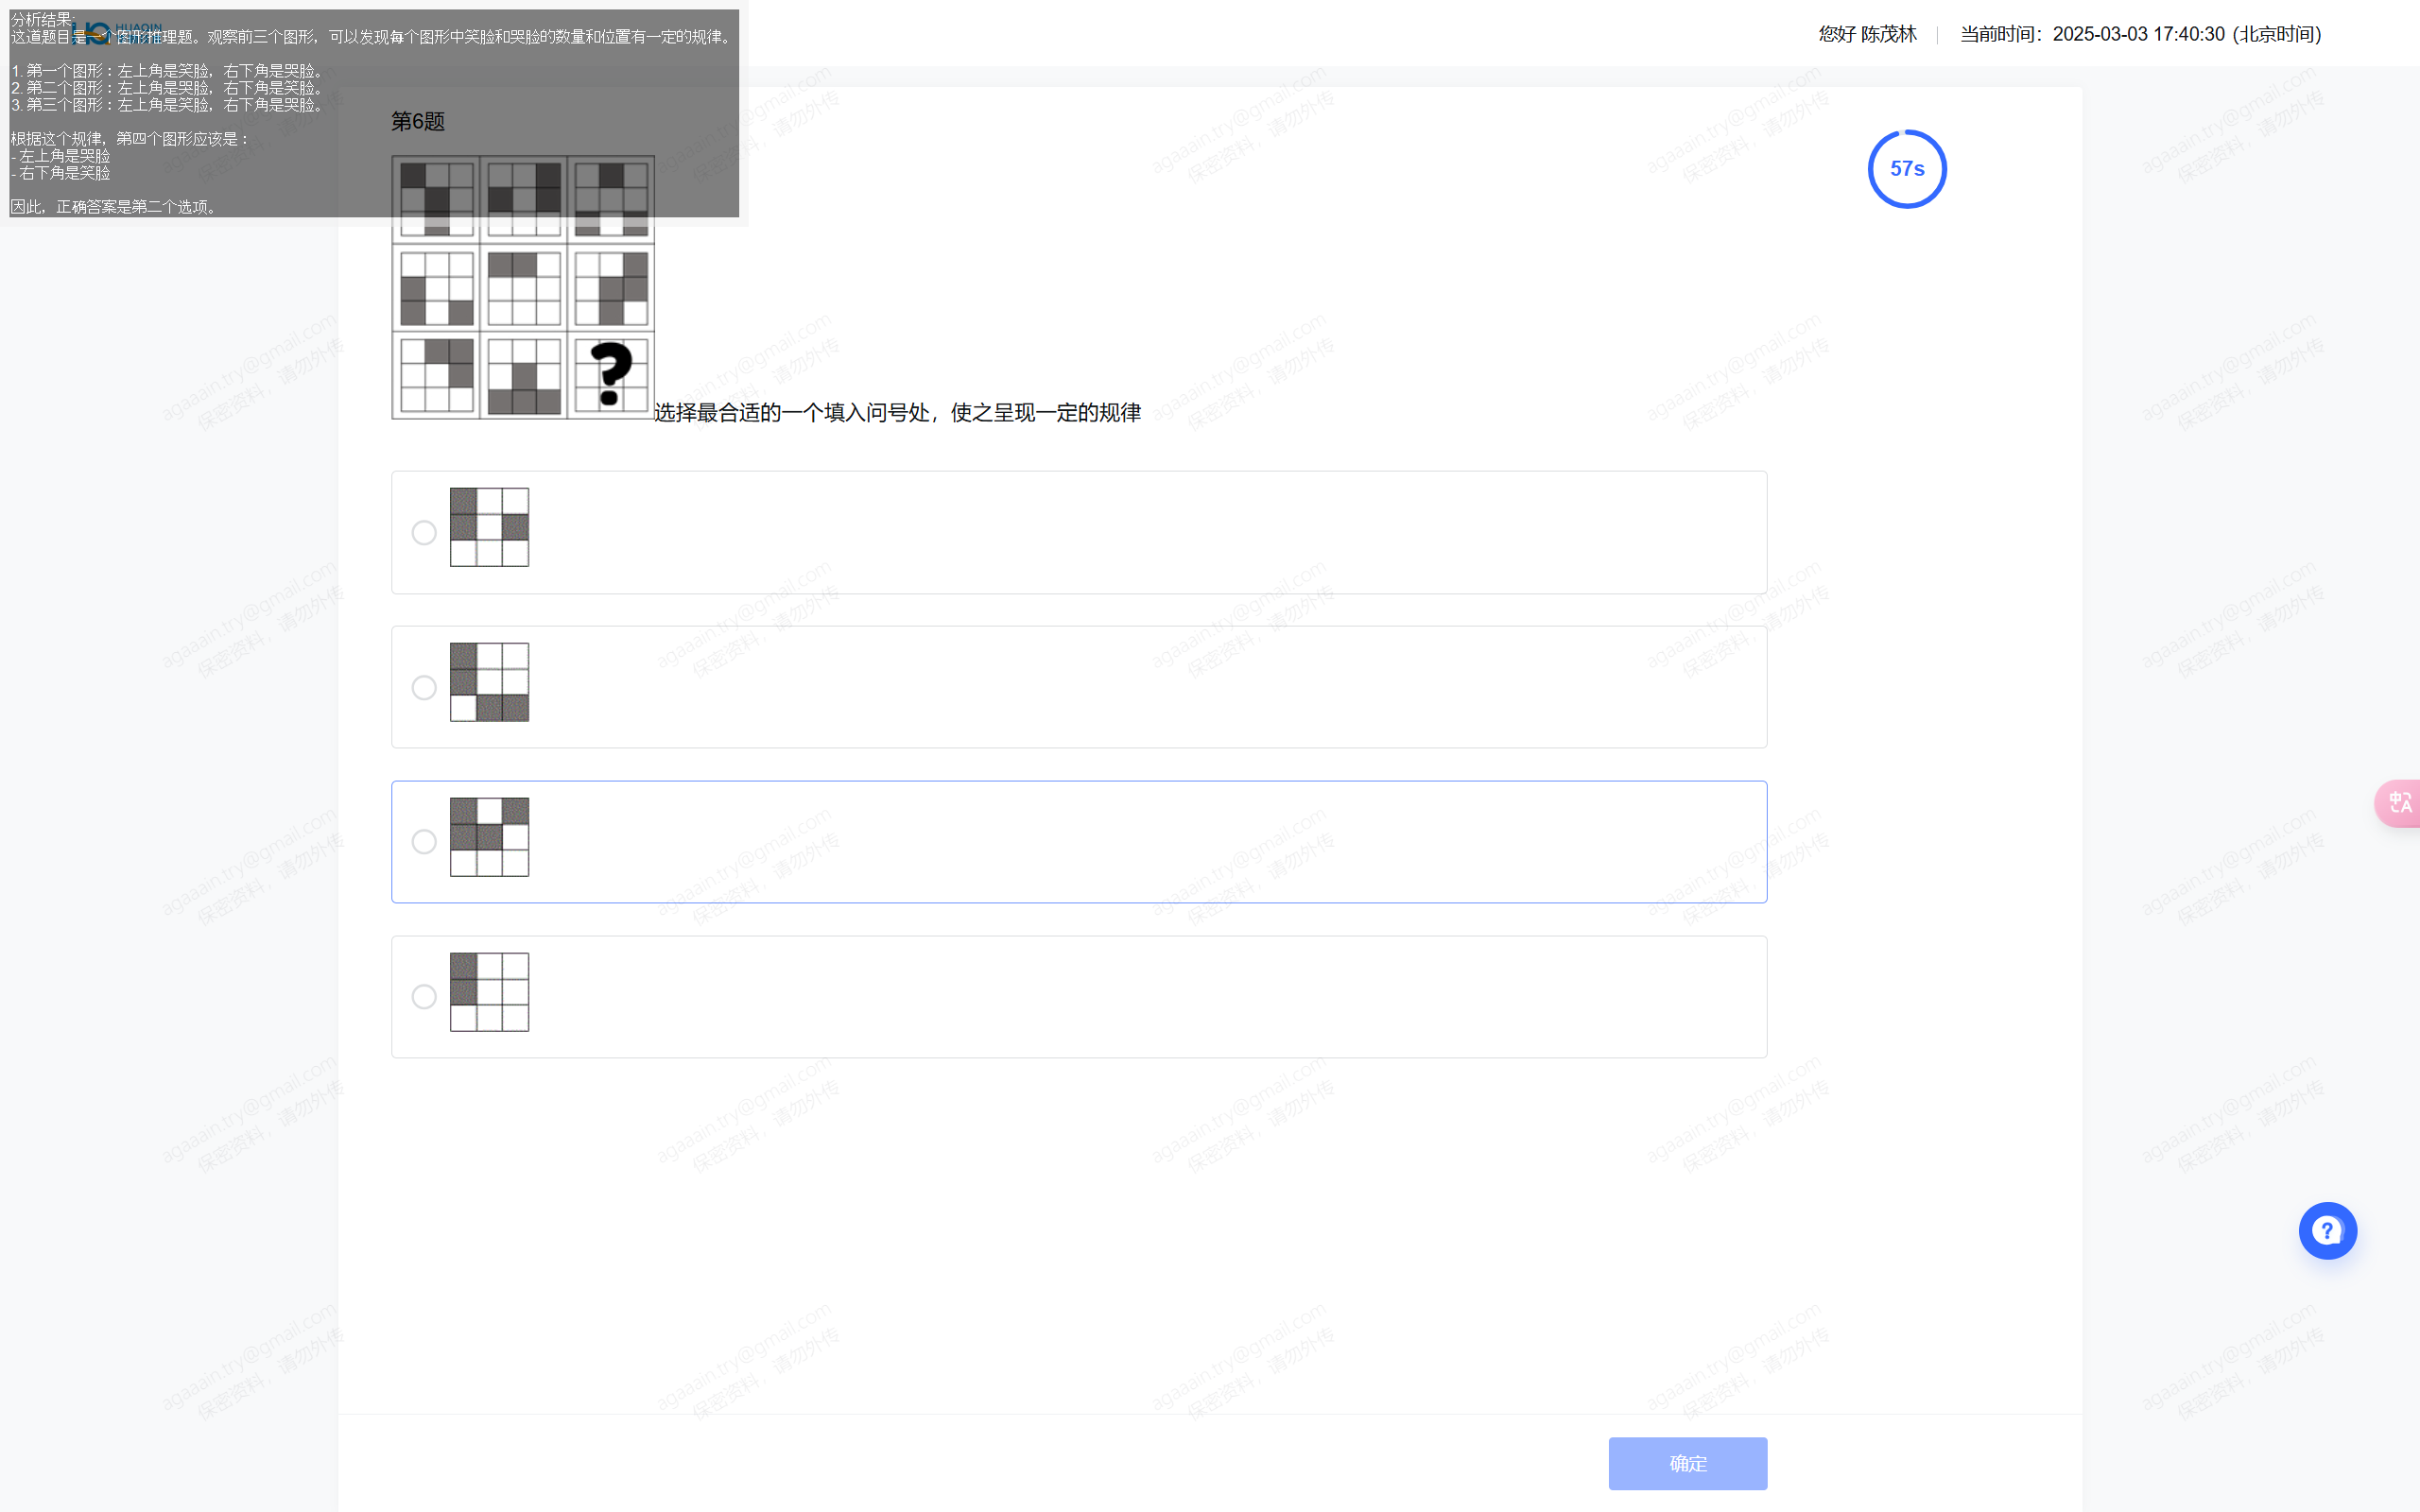 分析结果:
HUAQIN
这道题目是一个图形推理题。观察前三个图形，可以发现每个图形中笑脸和哭脸的数量和位置有一定的规律。
您好 陈茂林
当前时间：2025-03-03 17:40:30 (北京时间)
1. 第一个图形：左上角是笑脸，右下角是哭脸。
2. 第二个图形：左上角是哭脸，右下角是笑脸。
3. 第三个图形：左上角是笑脸，右下角是哭脸。
第6题
根据这个规律，第四个图形应该是：
- 左上角是哭脸
- 右下角是笑脸
57s
因此，正确答案是第二个选项。
?
选择最合适的一个填入问号处，使之呈现一定的规律
中A
?
确定
agaaain.try@gmail.com
保密资料，请勿外传